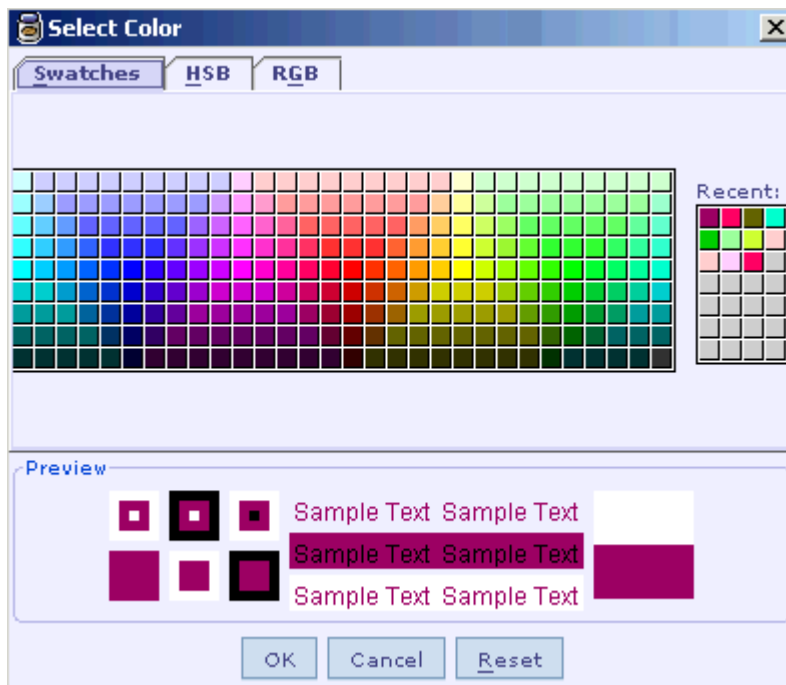 Select Color
Swatches HSB RGB
Recent:
Preview
Sample Text Sample Text
Sample Text Sample Text
Sample Text Sample Text
OK Cancel Reset